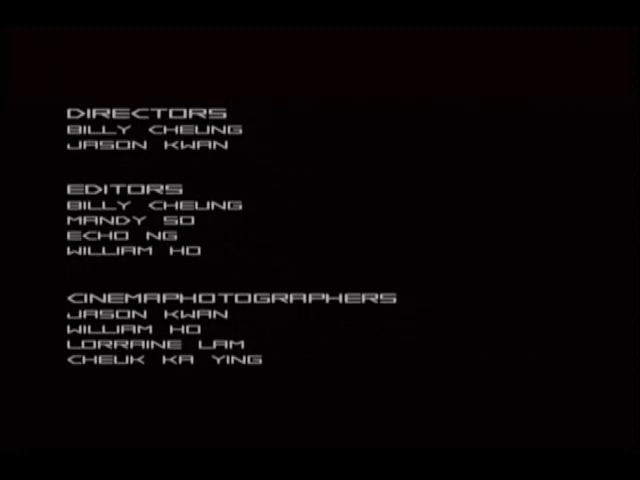 DIRECTORS
BILLY CHEUNG
JASON KWAN
EDITORS
BILLY CHEUNG
MANDY SO
ECHO NG
WILLIAM HO
CINEMAPHOTOGRAPHERS
JASON KWAN
WILLIAM HO
LORRAINE LAM
CHEUK KA YING